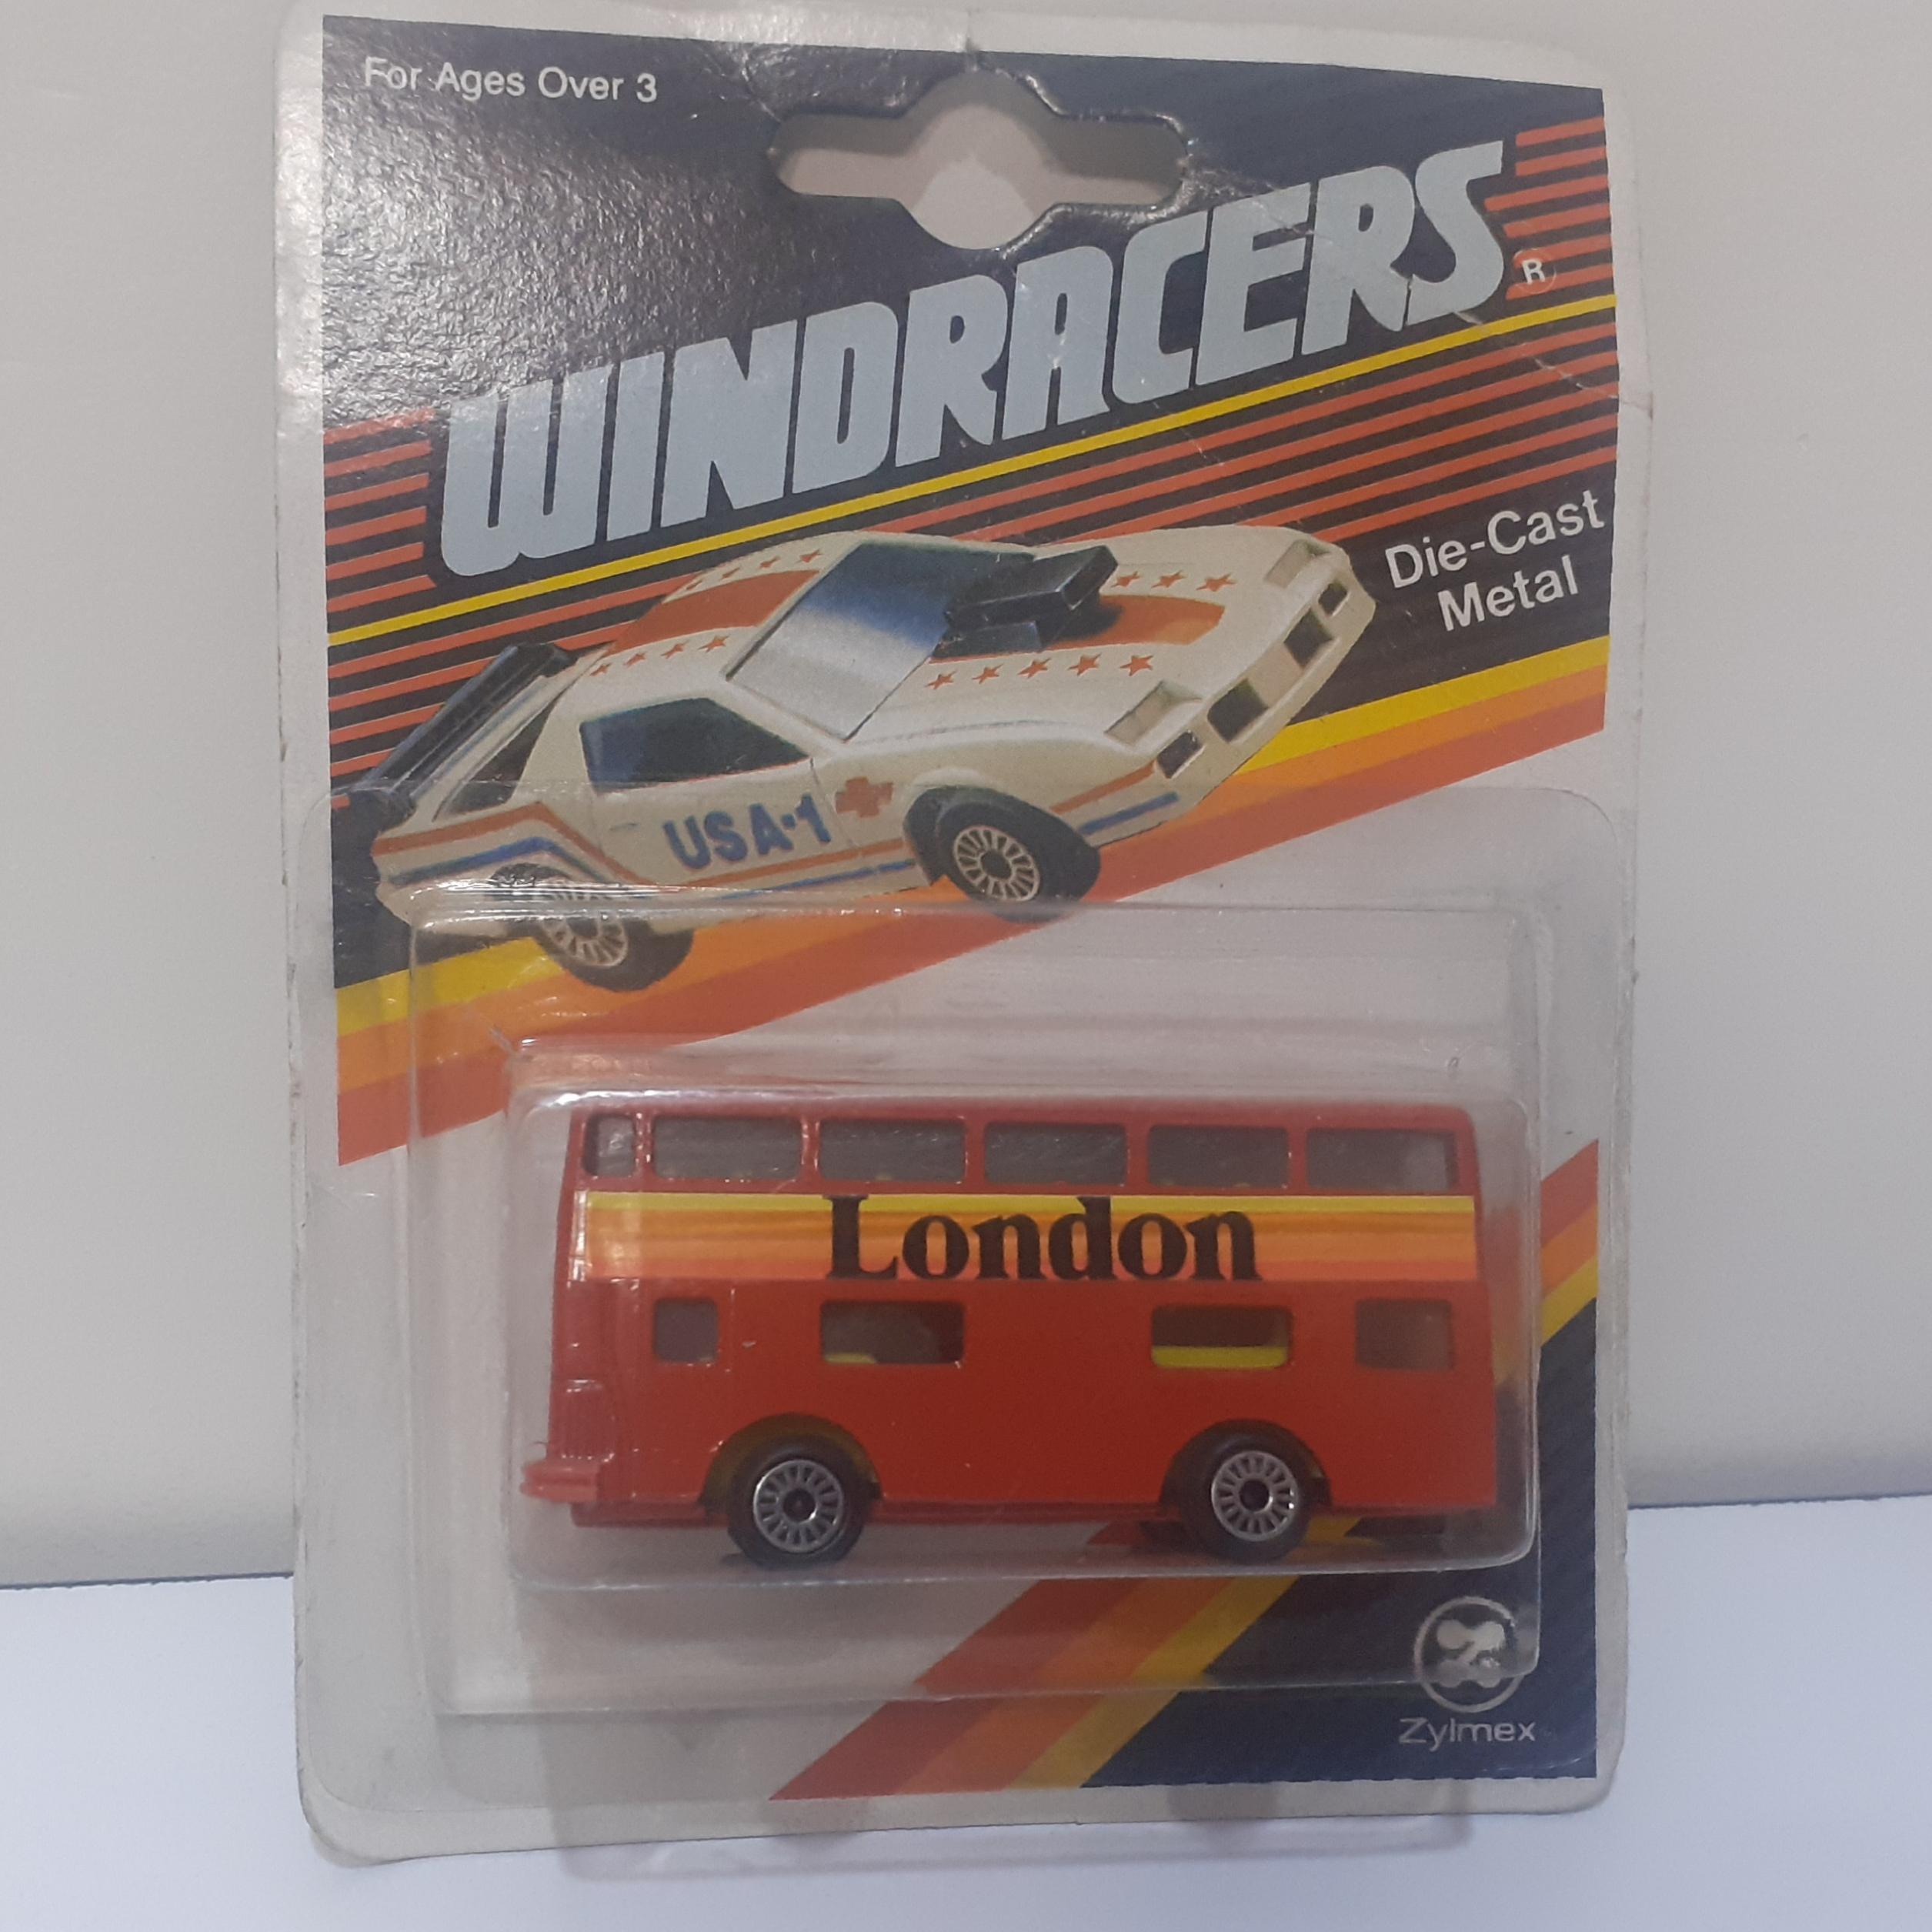 For Ages Over 3
WINDRACERS®
Die-Cast
Metal
USA·1
London
Zylmex